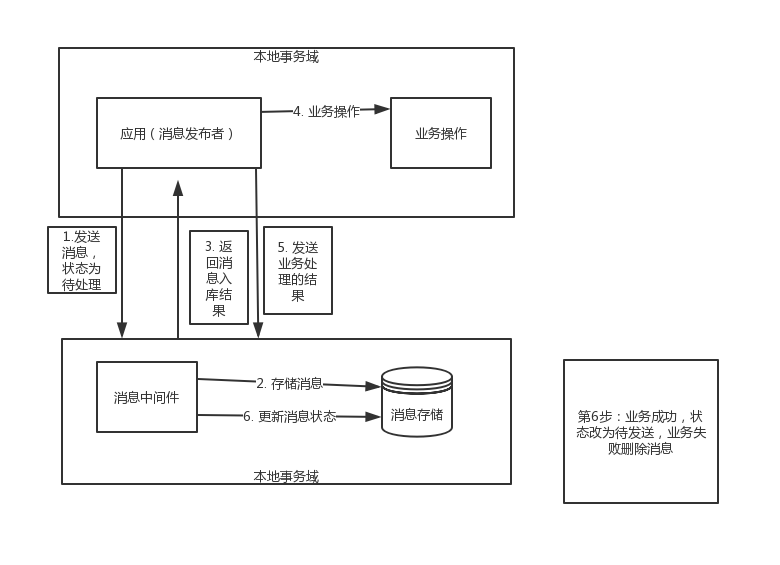 本地事务域
应用（消息发布者）
4. 业务操作
业务操作
1.发送
消息，
状态为
待处理
3. 返
回消
息入
库结
果
5. 发送
业务处
理的结
果
消息中间件
2. 存储消息
6. 更新消息状态
消息存储
本地事务域
第6步：业务成功，状
态改为待发送，业务失
败删除消息